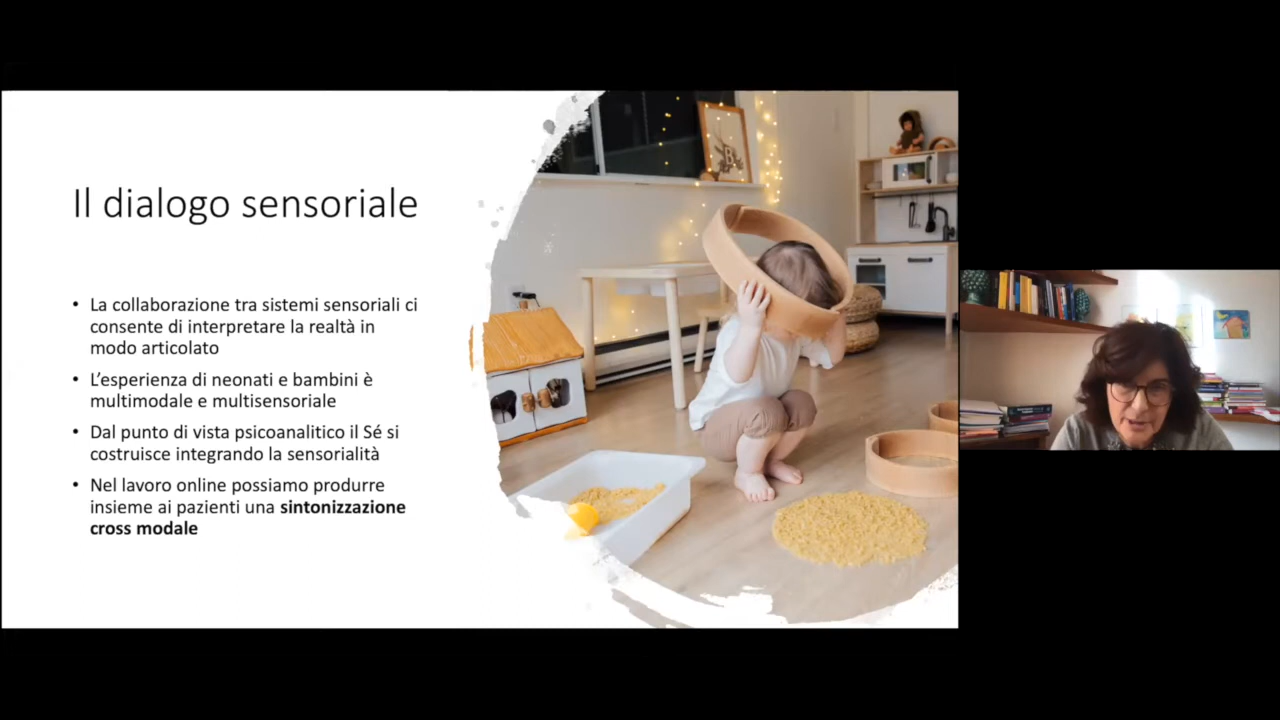 Il dialogo sensoriale
• La collaborazione tra sistemi sensoriali ci
consente di interpretare la realtà in
modo articolato
• L'esperienza di neonati e bambini è
multimodale e multisensoriale
• Dal punto di vista psicoanalitico il Sé si
costruisce integrando la sensorialità
• Nel lavoro online possiamo produrre
insieme ai pazienti una sintonizzazione
cross modale
B